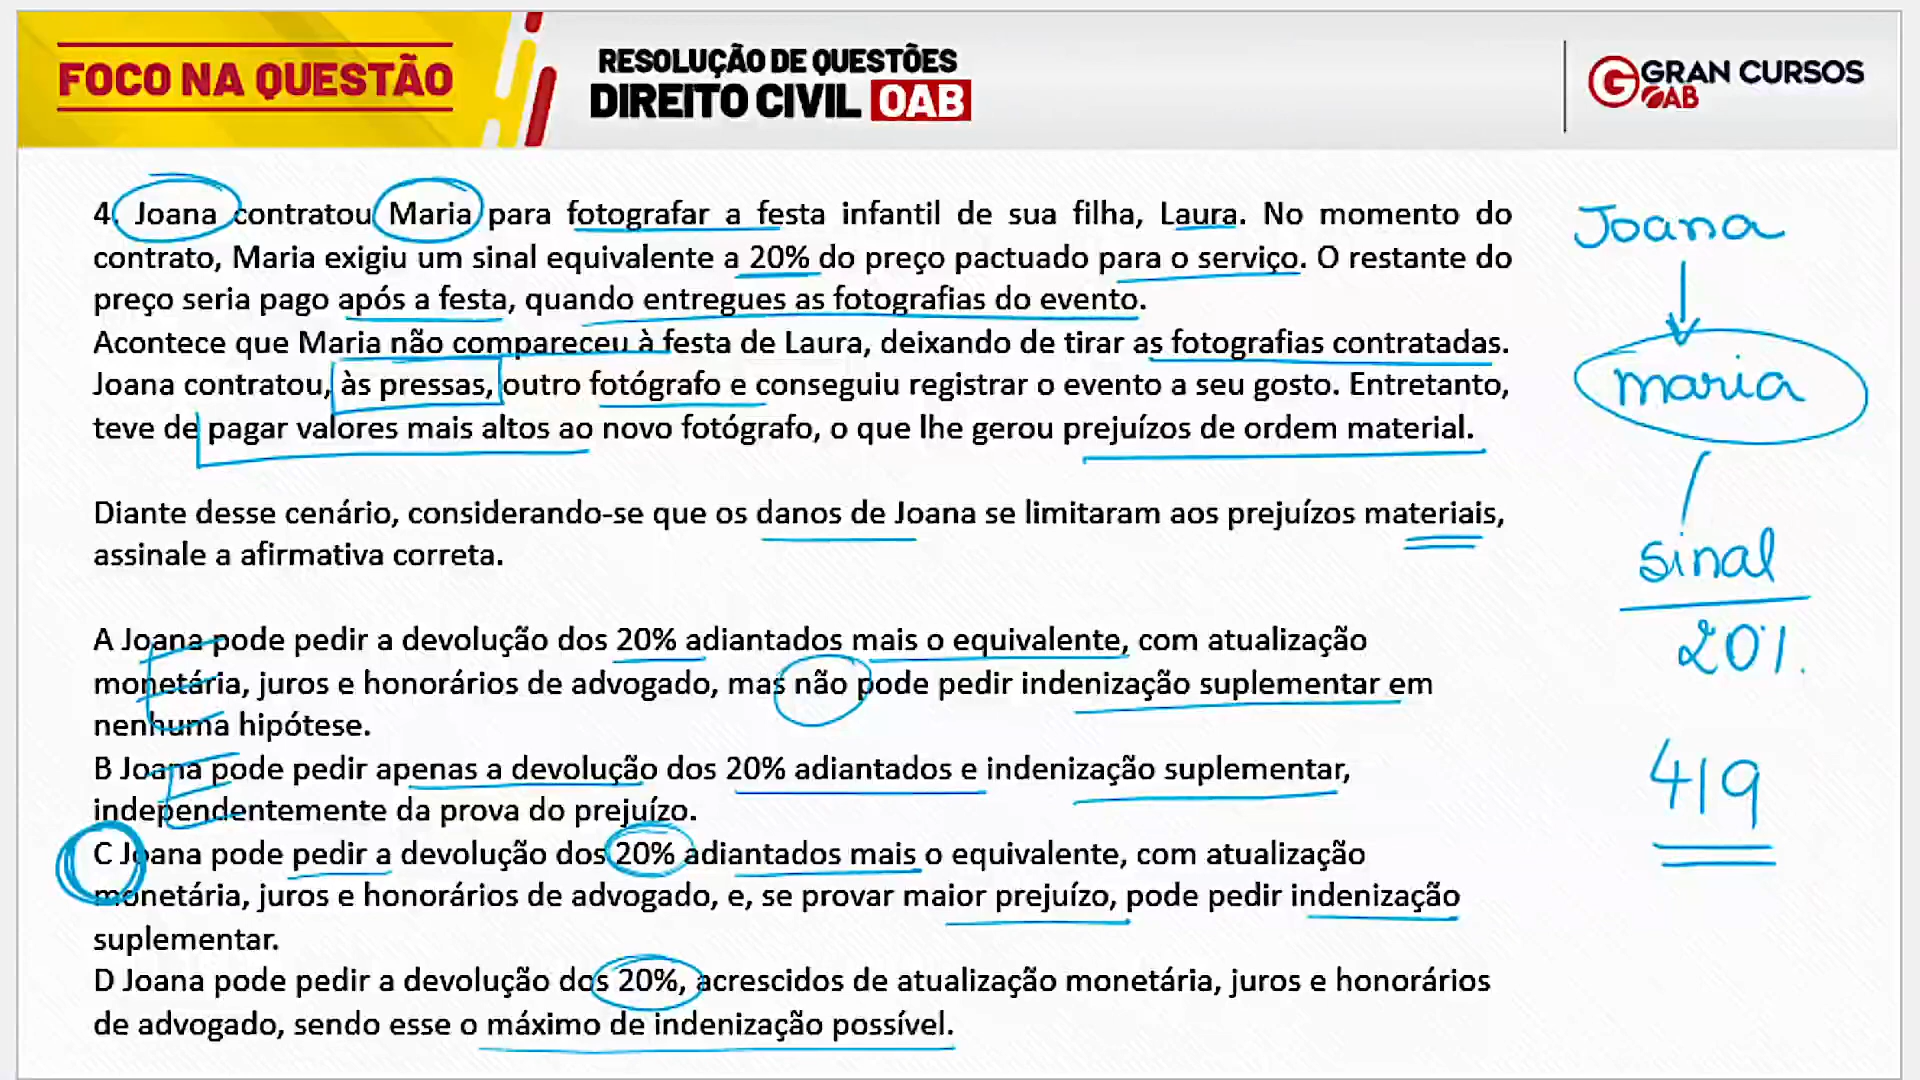 FOCO NA QUESTÃO
RESOLUÇÃO DE QUESTÕES
DIREITO CIVIL OAB
GRAN CURSOS
OAB
4. Joana contratou Maria para fotografar a festa infantil de sua filha, Laura. No momento do
contrato, Maria exigiu um sinal equivalente a 20% do preço pactuado para o serviço. O restante do
preço seria pago após a festa, quando entregues as fotografias do evento.
Acontece que Maria não compareceu à festa de Laura, deixando de tirar as fotografias contratadas.
Joana contratou, às pressas, outro fotógrafo e conseguiu registrar o evento a seu gosto. Entretanto,
teve de pagar valores mais altos ao novo fotógrafo, o que lhe gerou prejuízos de ordem material.
Diante desse cenário, considerando-se que os danos de Joana se limitaram aos prejuízos materiais,
assinale a afirmativa correta.
A Joana pode pedir a devolução dos 20% adiantados mais o equivalente, com atualização
monetária, juros e honorários de advogado, mas não pode pedir indenização suplementar em
nenhuma hipótese.
B Joana pode pedir apenas a devolução dos 20% adiantados e indenização suplementar,
independentemente da prova do prejuízo.
C Joana pode pedir a devolução dos 20% adiantados mais o equivalente, com atualização
monetária, juros e honorários de advogado, e, se provar maior prejuízo, pode pedir indenização
suplementar.
D Joana pode pedir a devolução dos 20%, acrescidos de atualização monetária, juros e honorários
de advogado, sendo esse o máximo de indenização possível.
Joana
maria
sinal
20%.
419